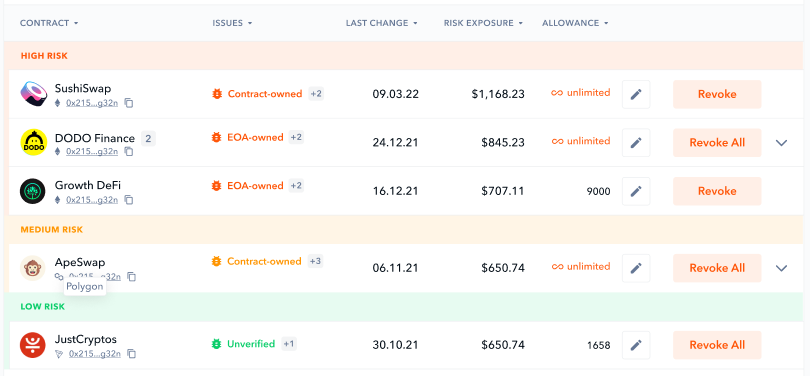 CONTRACT ISSUES LAST CHANGE RISK EXPOSURE ALLOWANCE
HIGH RISK
SushiSwap
0x215...g32n
Contract-owned +2 09.03.22 $1,168.23 unlimited Revoke
DODO Finance 2
DODO
0x215...g32n
EOA-owned +2 24.12.21 $845.23 unlimited Revoke All
Growth DeFi
0x215...g32n
EOA-owned +2 16.12.21 $707.11 9000 Revoke
MEDIUM RISK
ApeSwap
0x215...g32n
Polygon
Contract-owned +3 06.11.21 $650.74 unlimited Revoke All
LOW RISK
JustCryptos
0x215...g32n
Unverified +1 30.10.21 $650.74 1658 Revoke All